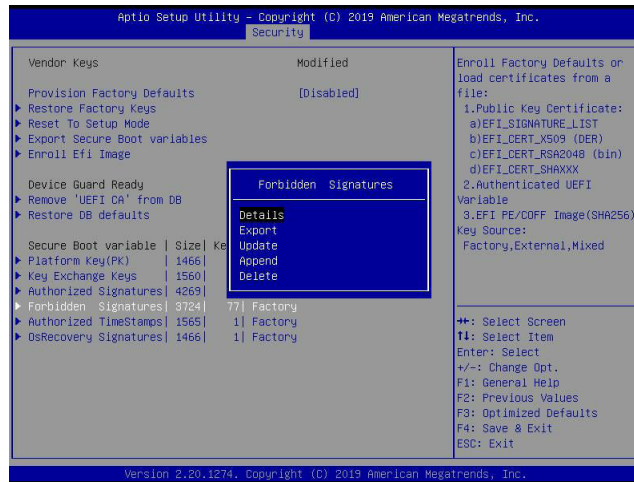 Aptio Setup Utility – Copyright (C) 2019 American Megatrends, Inc.
Security
Vendor Keys Modified
Provision Factory Defaults [Disabled]
Restore Factory Keys
Reset To Setup Mode
Export Secure Boot variables
Enroll Efi Image
Device Guard Ready
Remove 'UEFI CA' from DB
Restore DB defaults
Secure Boot variable | Size| Ke
Platform Key(PK) | 1466|
Key Exchange Keys | 1560|
Authorized Signatures| 4269|
Forbidden Signatures| 3724| 77| Factory
Authorized TimeStamps| 1565| 1| Factory
OsRecovery Signatures| 1466| 1| Factory
Forbidden Signatures
Details
Export
Update
Append
Delete
Enroll Factory Defaults or
load certificates from a
file:
1.Public Key Certificate:
a)EFI_SIGNATURE_LIST
b)EFI_CERT_X509 (DER)
c)EFI_CERT_RSA2048 (bin)
d)EFI_CERT_SHAXXX
2.Authenticated UEFI
Variable
3.EFI PE/COFF Image(SHA256)
Key Source:
Factory,External,Mixed
→←: Select Screen
↑↓: Select Item
Enter: Select
+/-: Change Opt.
F1: General Help
F2: Previous Values
F3: Optimized Defaults
F4: Save & Exit
ESC: Exit
Version 2.20.1274. Copyright (C) 2019 American Megatrends, Inc.